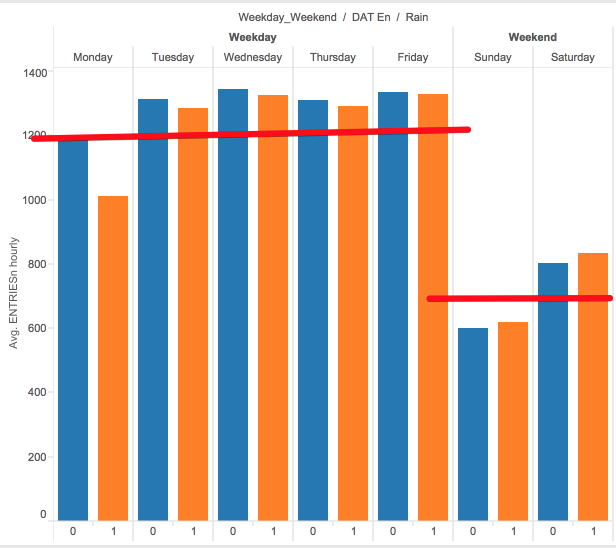 Weekday_Weekend / DAT En / Rain
Weekday Weekend
Monday Tuesday Wednesday Thursday Friday Sunday Saturday
1400
1200
1000
800
600
400
200
0
Avg. ENTRIESn hourly
0 1 0 1 0 1 0 1 0 1 0 1 0 1